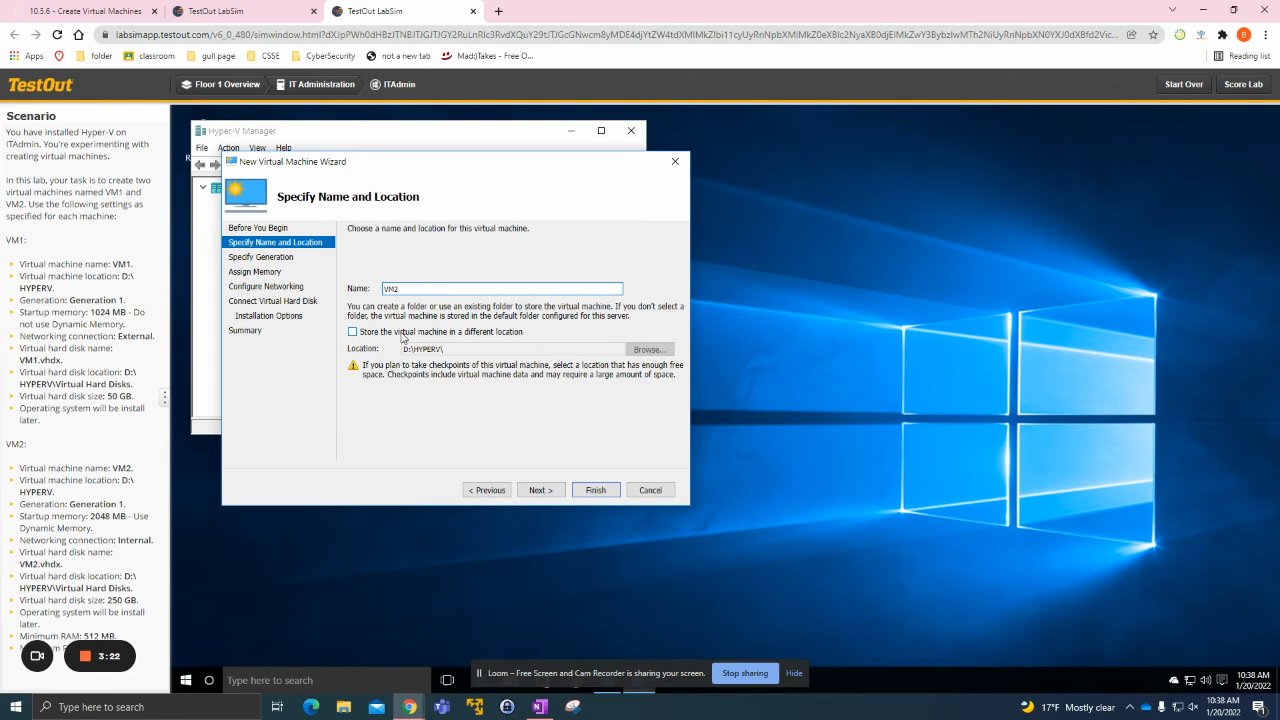 10.5.6 - Create Virtual Machines
TestOut LabSim
TestOut LabSim
labsimapp.testout.com
Apps
folder
classroom
gull page
CSSE
CyberSecurity
not a new tab
Mad:)Takes - Free O...
Reading list
TestOut
Floor 1 Overview
IT Administration
ITAdmin
Start Over
Score Lab
Scenario
You have installed Hyper-V on
ITAdmin. You're experimenting with
creating virtual machines.
In this lab, your task is to create two
virtual machines named VM1 and
VM2. Use the following settings as
specified for each machine:
VM1:
Virtual machine name: VM1.
Virtual machine location: D:\
HYPERV.
Generation: Generation 1.
Startup memory: 1024 MB - Do
not use Dynamic Memory.
Networking connection: External.
Virtual hard disk name:
VM1.vhdx.
Virtual hard disk location: D:\
HYPERV\Virtual Hard Disks.
Virtual hard disk size: 50 GB.
Operating system will be install
later.
VM2:
Virtual machine name: VM2.
Virtual machine location: D:\
HYPERV.
Generation: Generation 1.
Startup memory: 2048 MB - Use
Dynamic Memory.
Networking connection: Internal.
Virtual hard disk name:
VM2.vhdx.
Virtual hard disk location: D:\
HYPERV\Virtual Hard Disks.
Virtual hard disk size: 250 GB.
Operating system will be install
later.
Minimum RAM: 512 MB.
3:22
Hyper-V Manager
File Action View Help
New Virtual Machine Wizard
Specify Name and Location
Before You Begin
Specify Name and Location
Specify Generation
Assign Memory
Configure Networking
Connect Virtual Hard Disk
Installation Options
Summary
Choose a name and location for this virtual machine.
Name: VM2
You can create a folder or use an existing folder to store the virtual machine. If you don't select a
folder, the virtual machine is stored in the default folder configured for this server.
Store the virtual machine in a different location
Location: D:\HYPERV\ Browse...
If you plan to take checkpoints of this virtual machine, select a location that has enough free
space. Checkpoints include virtual machine data and may require a large amount of space.
< Previous
Next >
Finish
Cancel
Type here to search
Loom – Free Screen and Cam Recorder is sharing your screen.
Stop sharing
Hide
10:38 AM
1/20/2022
Type here to search
17°F Mostly clear
10:38 AM
1/20/2022